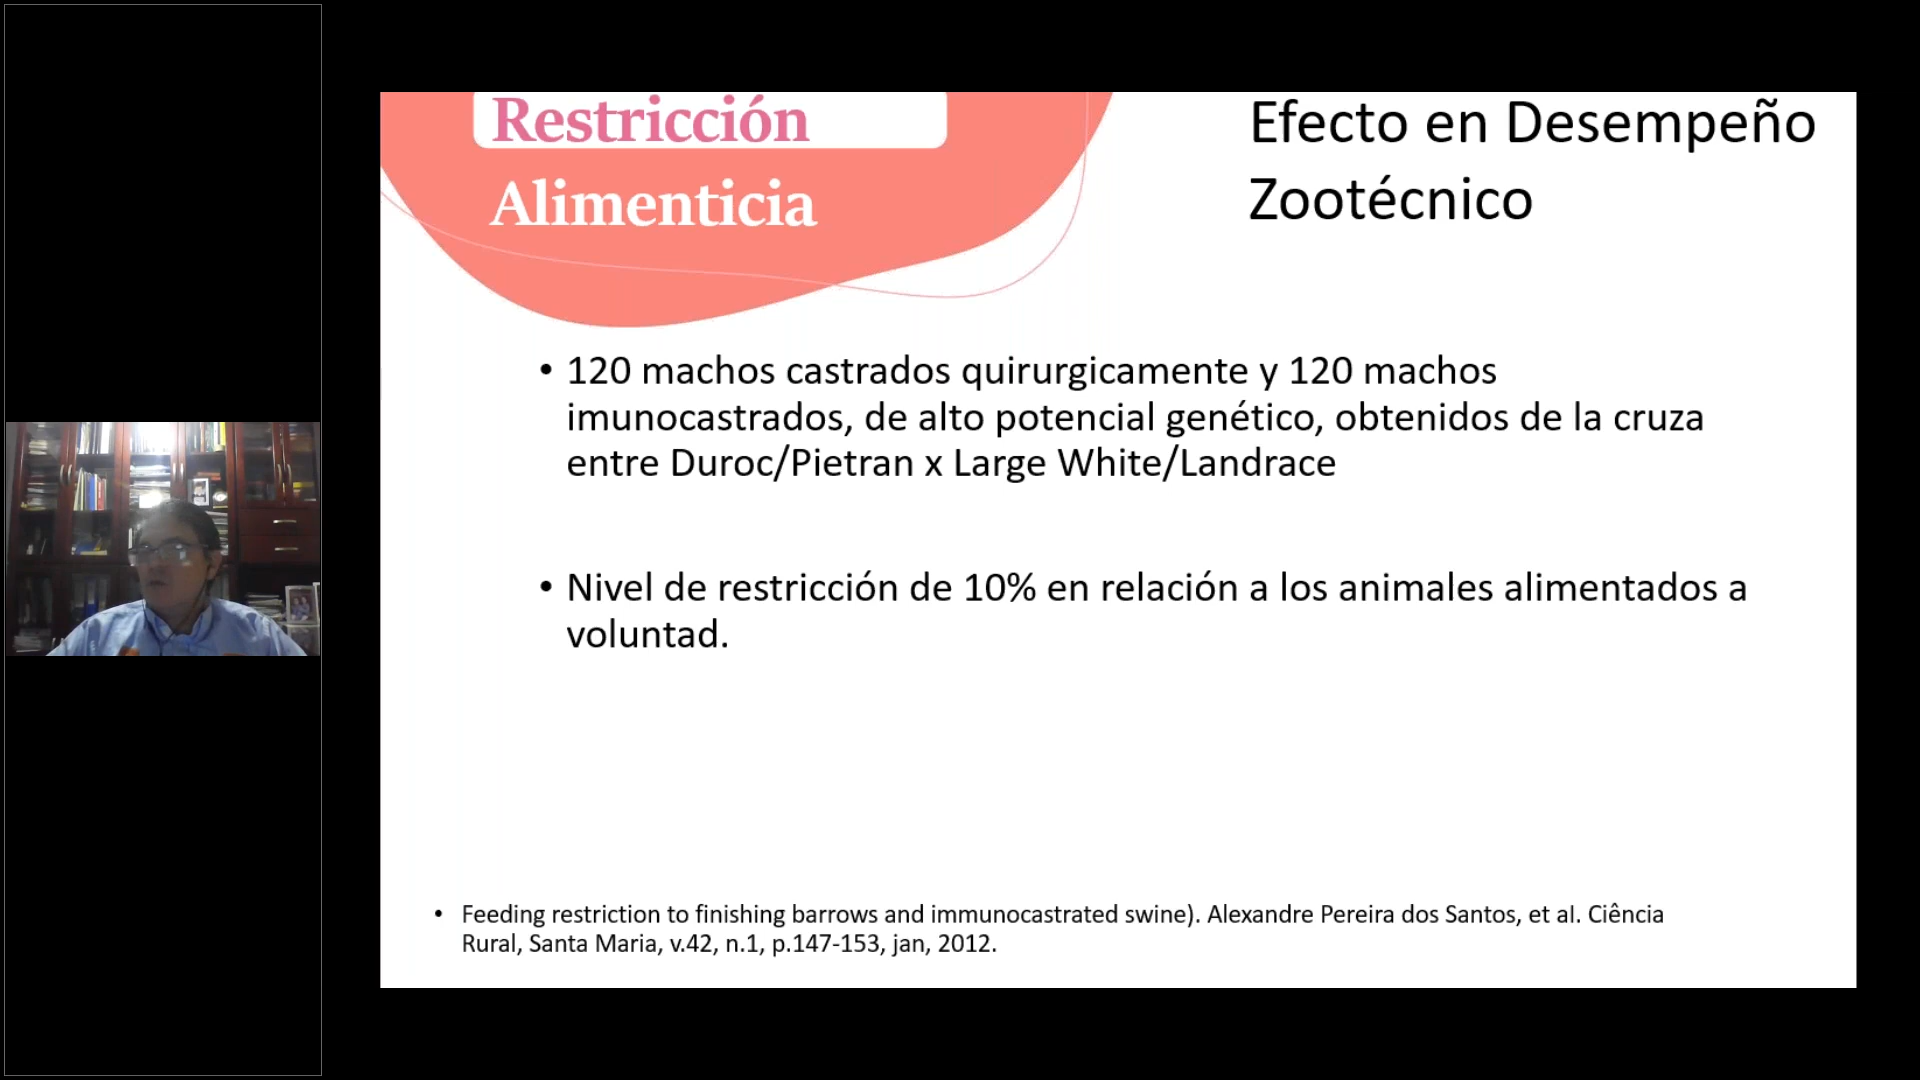 Restricción
Alimenticia
Efecto en Desempeño
Zootécnico
• 120 machos castrados quirurgicamente y 120 machos
imunocastrados, de alto potencial genético, obtenidos de la cruza
entre Duroc/Pietran x Large White/Landrace
• Nivel de restricción de 10% en relación a los animales alimentados a
voluntad.
• Feeding restriction to finishing barrows and immunocastrated swine). Alexandre Pereira dos Santos, et al. Ciência
Rural, Santa Maria, v.42, n.1, p.147-153, jan, 2012.